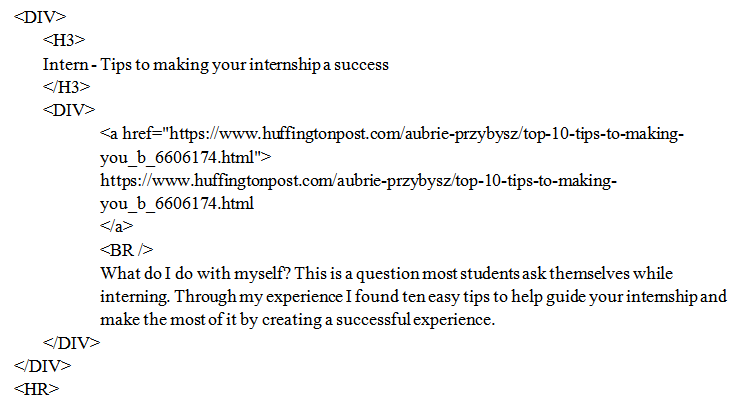 <DIV>
<H3>
Intern - Tips to making your internship a success
</H3>
<DIV>
<a href="https://www.huffingtonpost.com/aubrie-przybysz/top-10-tips-to-making-
you_b_6606174.html">
https://www.huffingtonpost.com/aubrie-przybysz/top-10-tips-to-making-
you_b_6606174.html
</a>
<BR />
What do I do with myself? This is a question most students ask themselves while
interning. Through my experience I found ten easy tips to help guide your internship and
make the most of it by creating a successful experience.
</DIV>
</DIV>
<HR>